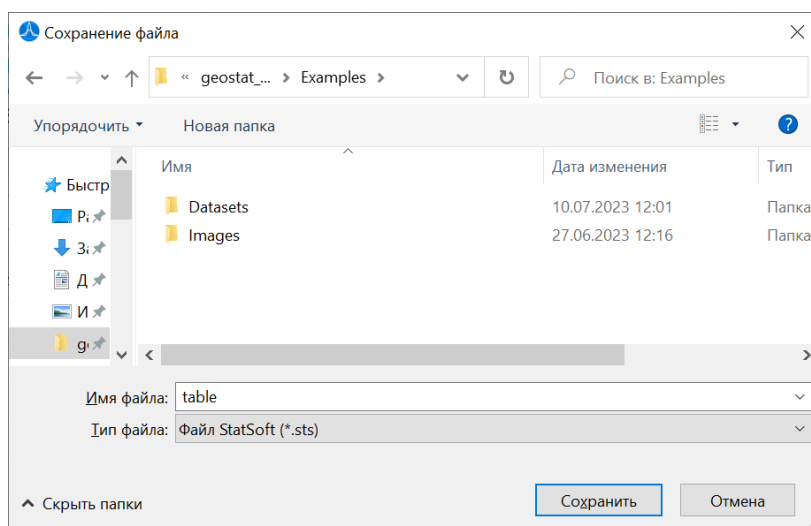 Сохранение файла
« geostat_... > Examples >
Поиск в: Examples
Упорядочить
Новая папка
Имя
Дата изменения
Тип
Быстр
Datasets
10.07.2023 12:01
Папка
Images
27.06.2023 12:16
Папка
Имя файла: table
Тип файла: Файл StatSoft (*.sts)
Скрыть папки
Сохранить
Отмена